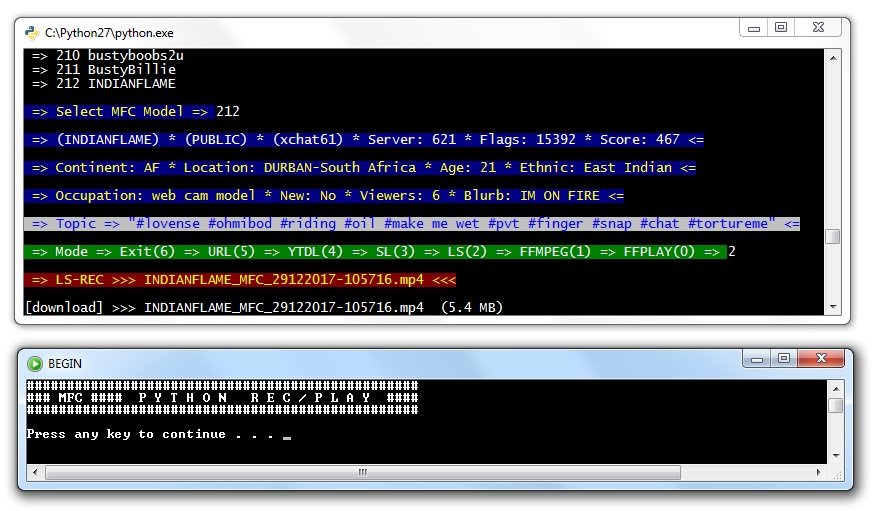 C:\Python27\python.exe
=> 210 bustyboobs2u
=> 211 BustyBillie
=> 212 INDIANFLAME
=> Select MFC Model => 212
=> (INDIANFLAME) * (PUBLIC) * (xchat61) * Server: 621 * Flags: 15392 * Score: 467 <=
=> Continent: AF * Location: DURBAN-South Africa * Age: 21 * Ethnic: East Indian <=
=> Occupation: web cam model * New: No * Viewers: 6 * Blurb: IM ON FIRE <=
=> Topic => "#lovense #ohmibod #riding #oil #make me wet #pvt #finger #snap #chat #tortureme" <=
=> Mode => Exit(6) => URL(5) => YTDL(4) => SL(3) => LS(2) => FFMPEG(1) => FFPLAY(0) => 2
=> LS-REC >>> INDIANFLAME_MFC_29122017-105716.mp4 <<<
[download] >>> INDIANFLAME_MFC_29122017-105716.mp4  (5.4 MB)
BEGIN
#################################################
### MFC ####  P Y T H O N   R E C / P L A Y  ####
#################################################
Press any key to continue . . . _